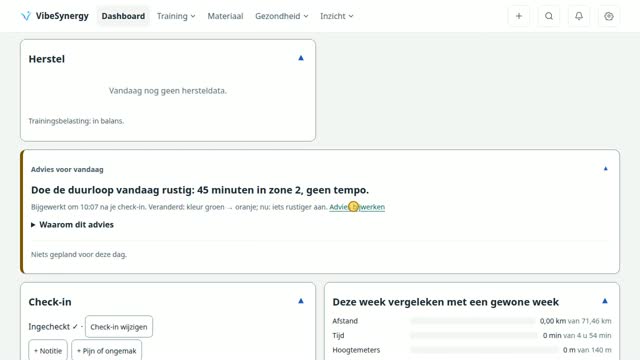 VibeSynergy Dashboard Training Materiaal Gezondheid Inzicht
Herstel
Vandaag nog geen hersteldata.
Trainingsbelasting: in balans.
Advies voor vandaag
Doe de duurloop vandaag rustig: 45 minuten in zone 2, geen tempo.
Bijgewerkt om 10:07 na je check-in. Veranderd: kleur groen → oranje; nu: iets rustiger aan. Advies bijwerken
Waarom dit advies
Niets gepland voor deze dag.
Check-in
Ingecheckt ✓ · Check-in wijzigen
+ Notitie + Pijn of ongemak
Deze week vergeleken met een gewone week
Afstand 0,00 km van 71,46 km
Tijd 0 min van 4 u 54 min
Hoogtemeters 0 m van 140 m